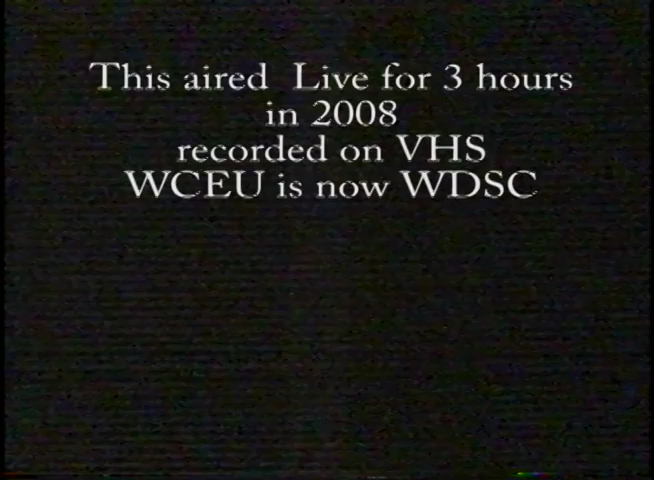 This aired  Live for 3 hours
in 2008
recorded on VHS
WCEU is now WDSC